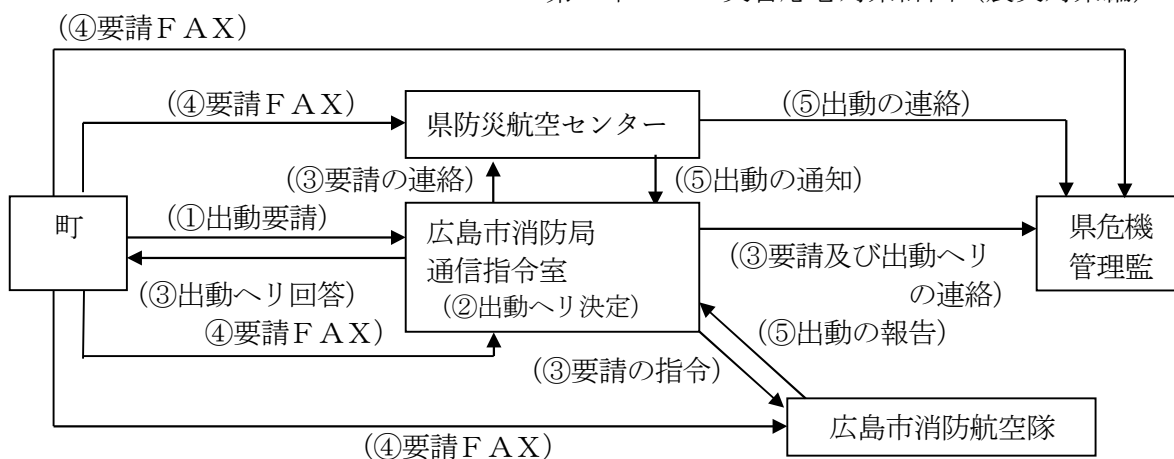 (④要請ＦＡＸ)
(④要請ＦＡＸ)
県防災航空センター
(⑤出動の連絡)
(③要請の連絡)
(⑤出動の通知)
町
(①出動要請)
広島市消防局
通信指令室
(②出動ヘリ決定)
県危機
管理監
(③要請及び出動ヘリ
の連絡)
(③出動ヘリ回答)
④要請ＦＡＸ)
(⑤出動の報告)
(③要請の指令)
広島市消防航空隊
(④要請ＦＡＸ)